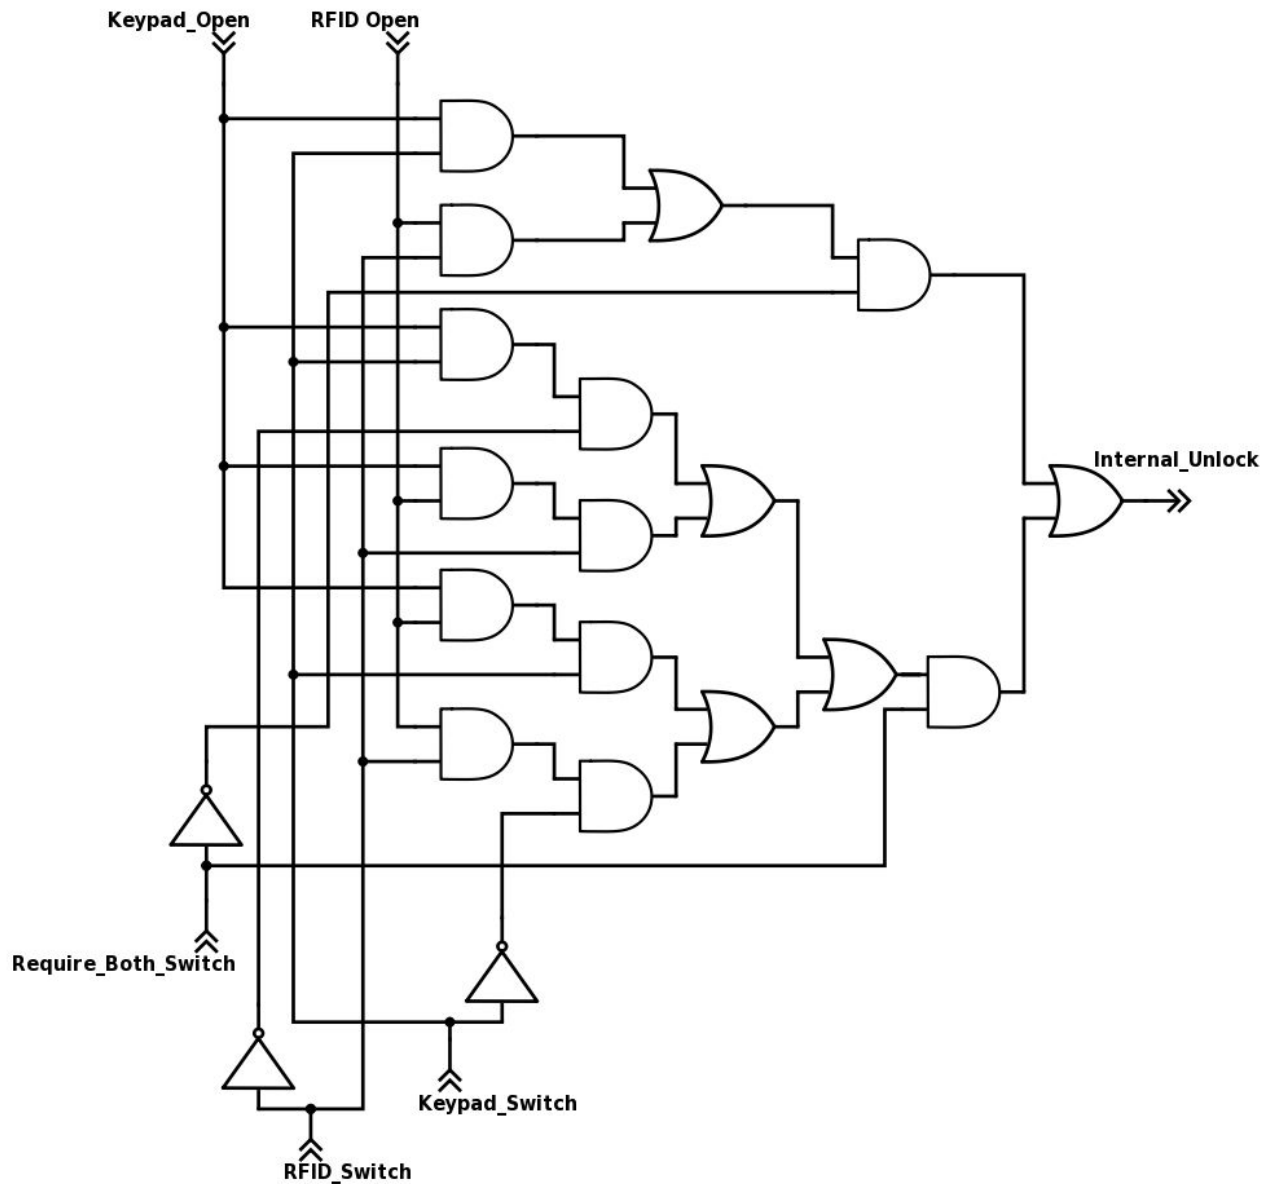 Keypad_Open
RFID Open
Internal_Unlock
Require_Both_Switch
Keypad_Switch
RFID_Switch